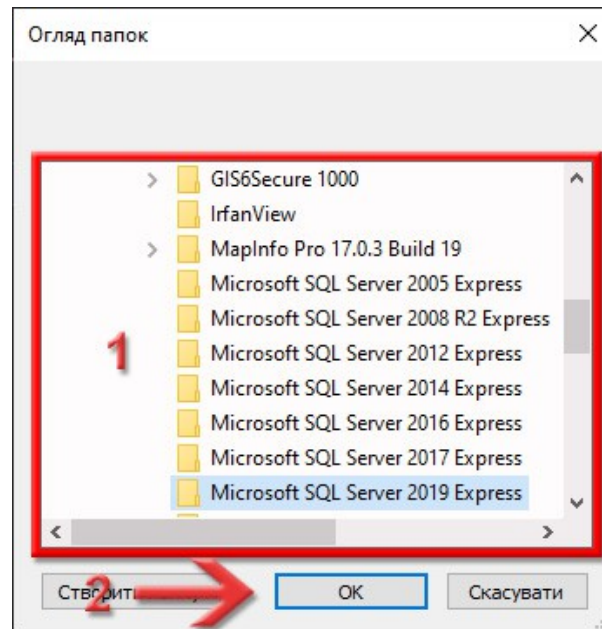 Огляд папок
GIS6Secure 1000
IrfanView
MapInfo Pro 17.0.3 Build 19
Microsoft SQL Server 2005 Express
Microsoft SQL Server 2008 R2 Express
Microsoft SQL Server 2012 Express
1
Microsoft SQL Server 2014 Express
Microsoft SQL Server 2016 Express
Microsoft SQL Server 2017 Express
Microsoft SQL Server 2019 Express
2 OK Скасувати